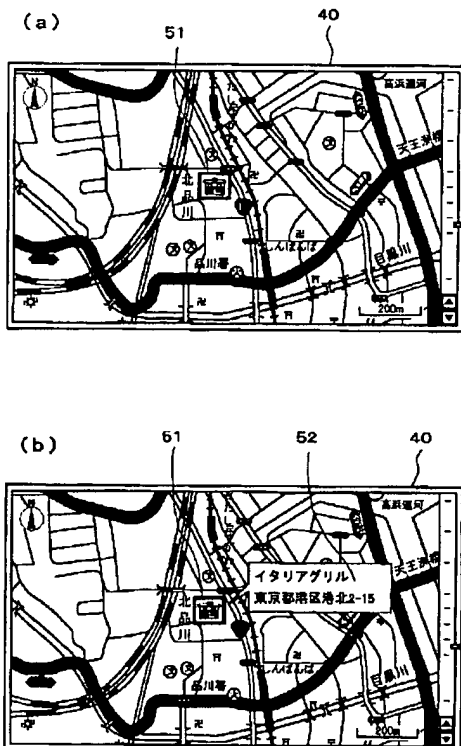 (a)
51
40
N
高浜運河
天王洲橋
北品川
しんばんば
目黒川
品川署
200m
(b)
51
52
40
N
高浜運河
天王洲橋
イタリアグリル
東京都港区港北2-15
北品川
しんばんば
目黒川
品川署
200m